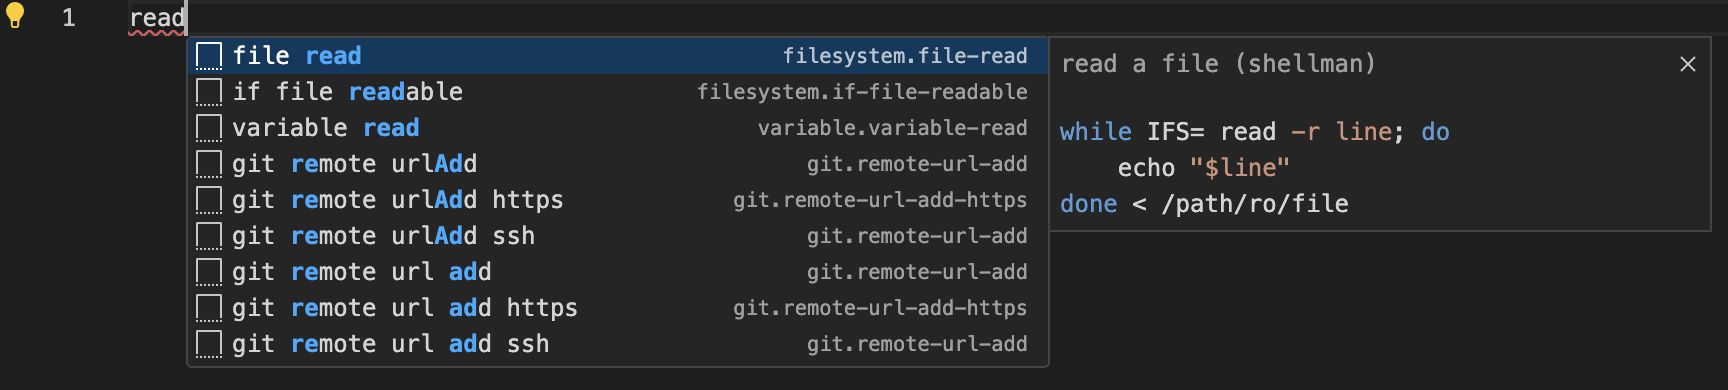 1 read
file read filesystem.file-read
if file readable filesystem.if-file-readable
variable read variable.variable-read
git remote urlAdd git.remote-url-add
git remote urlAdd https git.remote-url-add-https
git remote urlAdd ssh git.remote-url-add
git remote url add git.remote-url-add
git remote url add https git.remote-url-add-https
git remote url add ssh git.remote-url-add
read a file (shellman)
while IFS= read -r line; do
    echo "$line"
done < /path/ro/file